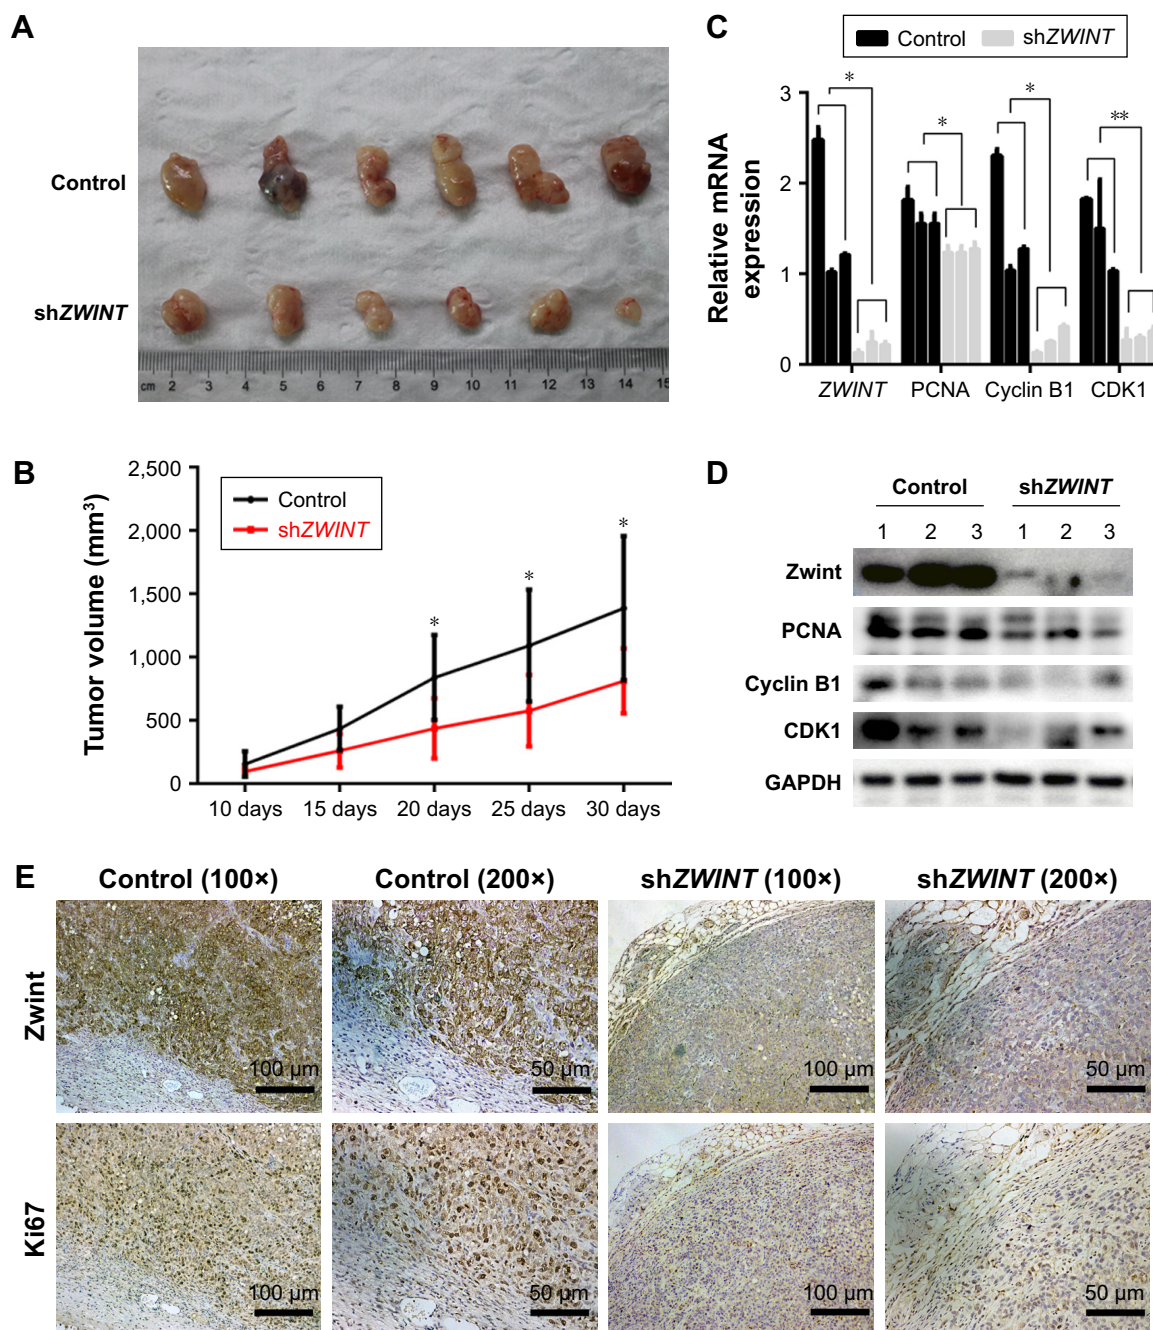 A
Control
shZWINT
cm 2 3 4 5 6 7 8 9 10 11 12 13 14 15
B
Tumor volume (mm³)
2,500
2,000
1,500
1,000
500
0
Control
shZWINT
*
*
*
10 days 15 days 20 days 25 days 30 days
C
Control shZWINT
Relative mRNA
expression
3
2
1
0
*
*
*
**
ZWINT PCNA Cyclin B1 CDK1
D
Control shZWINT
1 2 3 1 2 3
Zwint
PCNA
Cyclin B1
CDK1
GAPDH
E
Control (100×) Control (200×) shZWINT (100×) shZWINT (200×)
Zwint
100 µm 50 µm 100 µm 50 µm
Ki67
100 µm 50 µm 100 µm 50 µm